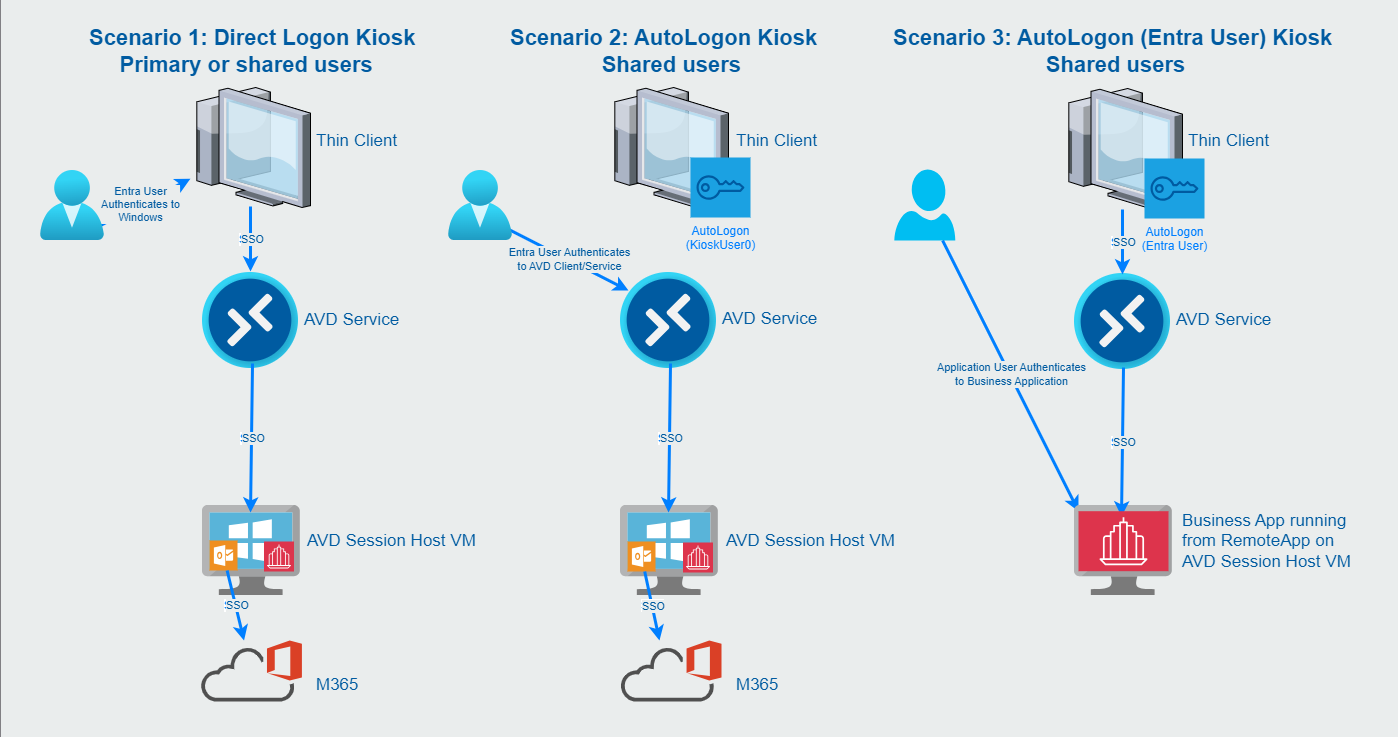 Scenario 1: Direct Logon Kiosk
Primary or shared users
Thin Client
Entra User
Authenticates to
Windows
SSO
AVD Service
SSO
AVD Session Host VM
SSO
M365
Scenario 2: AutoLogon Kiosk
Shared users
Thin Client
AutoLogon
(KioskUser0)
Entra User Authenticates
to AVD Client/Service
AVD Service
SSO
AVD Session Host VM
SSO
M365
Scenario 3: AutoLogon (Entra User) Kiosk
Shared users
Thin Client
AutoLogon
(Entra User)
SSO
AVD Service
Application User Authenticates
to Business Application
SSO
Business App running
from RemoteApp on
AVD Session Host VM